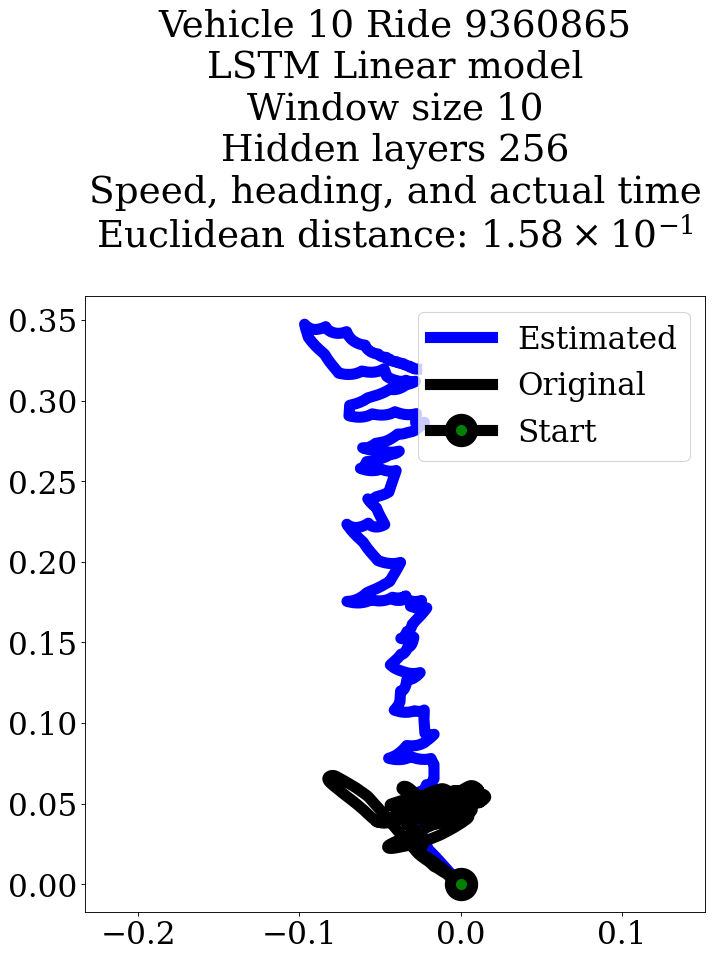 Vehicle 10 Ride 9360865
LSTM Linear model
Window size 10
Hidden layers 256
Speed, heading, and actual time
Euclidean distance: 1.58 × 10⁻¹
0.35
0.30
0.25
0.20
0.15
0.10
0.05
0.00
Estimated
Original
Start
−0.2
−0.1
0.0
0.1